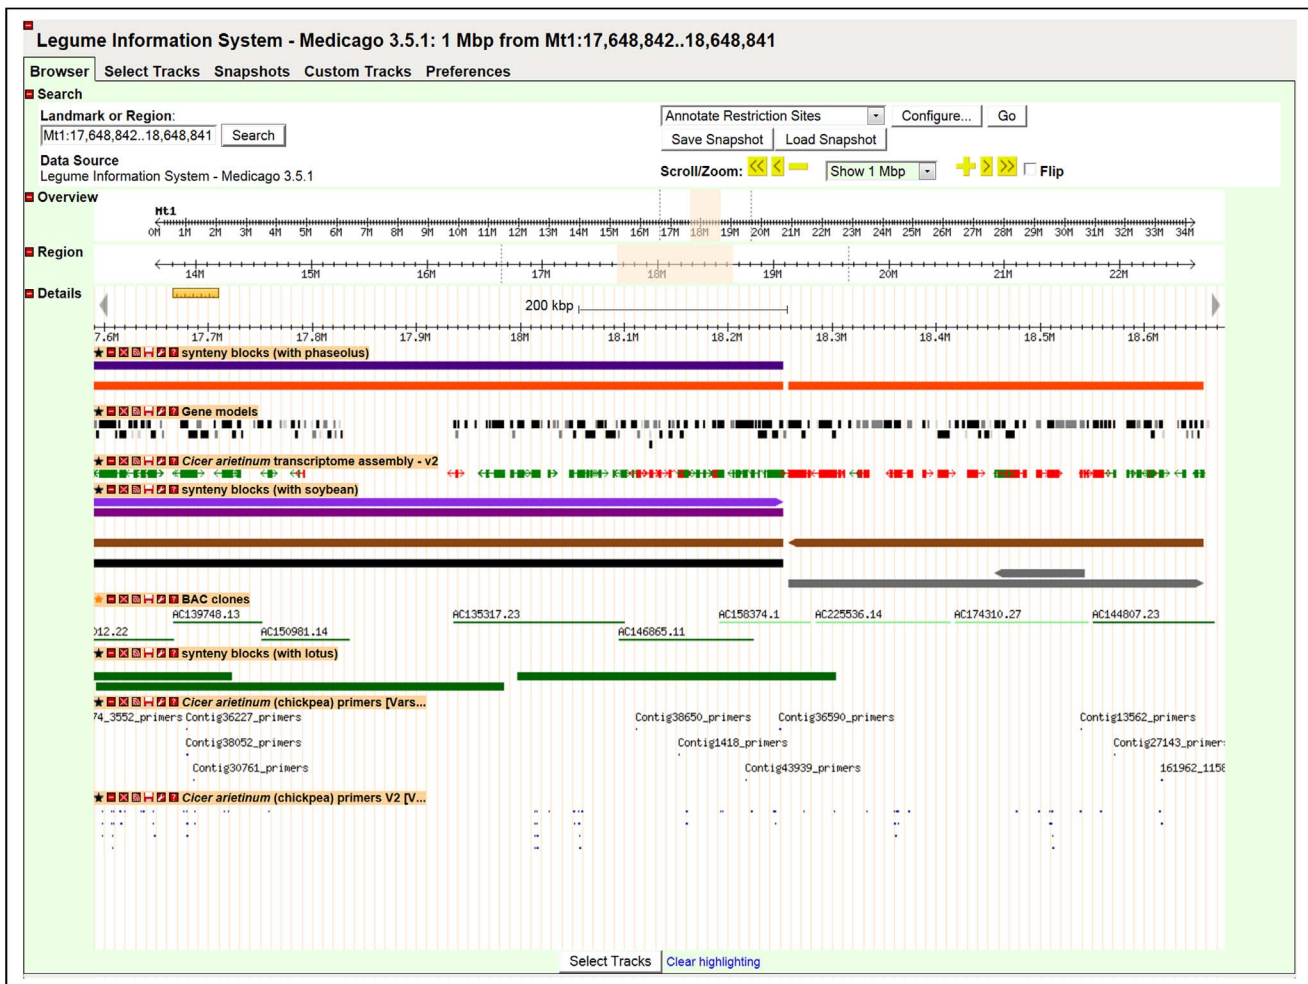 Legume Information System - Medicago 3.5.1: 1 Mbp from Mt1:17,648,842..18,648,841
Browser Select Tracks Snapshots Custom Tracks Preferences
Search
Landmark or Region:
Mt1:17,648,842..18,648,841 Search
Annotate Restriction Sites Configure... Go
Save Snapshot Load Snapshot
Data Source
Legume Information System - Medicago 3.5.1
Scroll/Zoom: << < Show 1 Mbp > >> Flip
Overview
Mt1
0M 1M 2M 3M 4M 5M 6M 7M 8M 9M 10M 11M 12M 13M 14M 15M 16M 17M 18M 19M 20M 21M 22M 23M 24M 25M 26M 27M 28M 29M 30M 31M 32M 33M 34M
Region
14M 15M 16M 17M 18M 19M 20M 21M 22M
Details
200 kbp
17.6M 17.7M 17.8M 17.9M 18M 18.1M 18.2M 18.3M 18.4M 18.5M 18.6M
synteny blocks (with phaseolus)
Gene models
Cicer arietinum transcriptome assembly - v2
synteny blocks (with soybean)
BAC clones
AC139748.13 AC135317.23 AC158374.1 AC225536.14 AC174310.27 AC144807.23
012.22 AC150981.14 AC146865.11
synteny blocks (with lotus)
Cicer arietinum (chickpea) primers [Vars...
74_3552_primers Contig36227_primers Contig38650_primers Contig36590_primers Contig13562_primers
Contig38052_primers Contig1418_primers Contig27143_primer
Contig30761_primers Contig43939_primers 161962_1158
Cicer arietinum (chickpea) primers V2 [V...
Select Tracks Clear highlighting